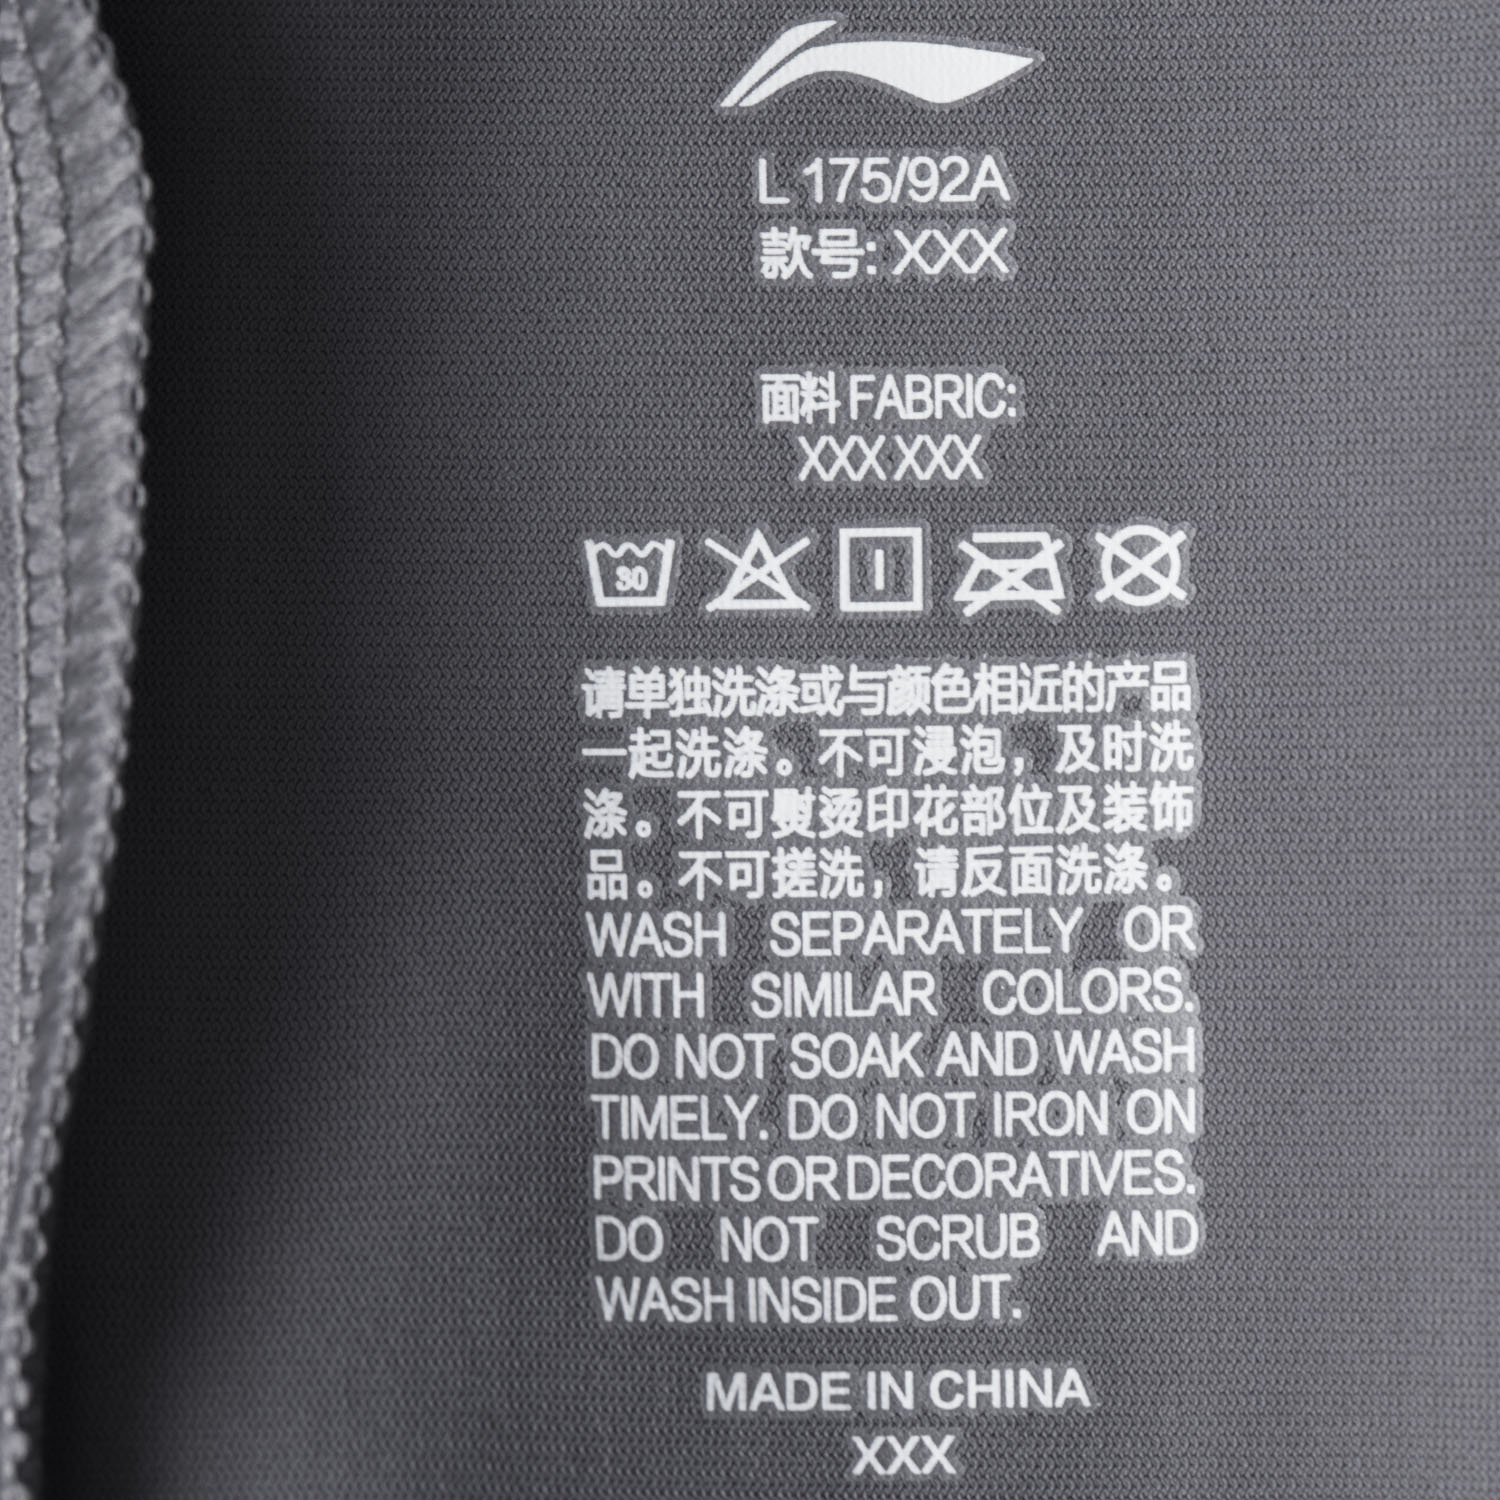 L 175/92A
款号: XXX
面料 FABRIC:
XXX XXX
30
请单独洗涤或与颜色相近的产品
一起洗涤。不可浸泡，及时洗
涤。不可熨烫印花部位及装饰
品。不可搓洗，请反面洗涤。
WASH SEPARATELY OR
WITH SIMILAR COLORS.
DO NOT SOAK AND WASH
TIMELY. DO NOT IRON ON
PRINTS OR DECORATIVES.
DO NOT SCRUB AND
WASH INSIDE OUT.
MADE IN CHINA
XXX